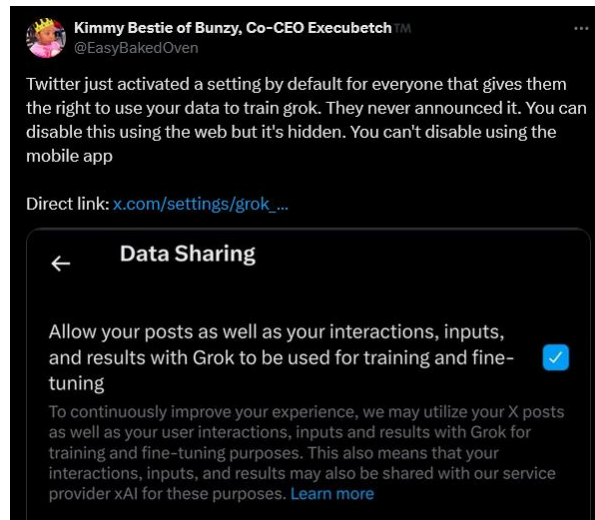 Kimmy Bestie of Bunzy, Co-CEO Execubetch™
@EasyBakedOven
Twitter just activated a setting by default for everyone that gives them
the right to use your data to train grok. They never announced it. You can
disable this using the web but it's hidden. You can't disable using the
mobile app
Direct link: x.com/settings/grok_...
Data Sharing
Allow your posts as well as your interactions, inputs,
and results with Grok to be used for training and fine-
tuning
To continuously improve your experience, we may utilize your X posts
as well as your user interactions, inputs and results with Grok for
training and fine-tuning purposes. This also means that your
interactions, inputs, and results may also be shared with our service
provider xAI for these purposes. Learn more